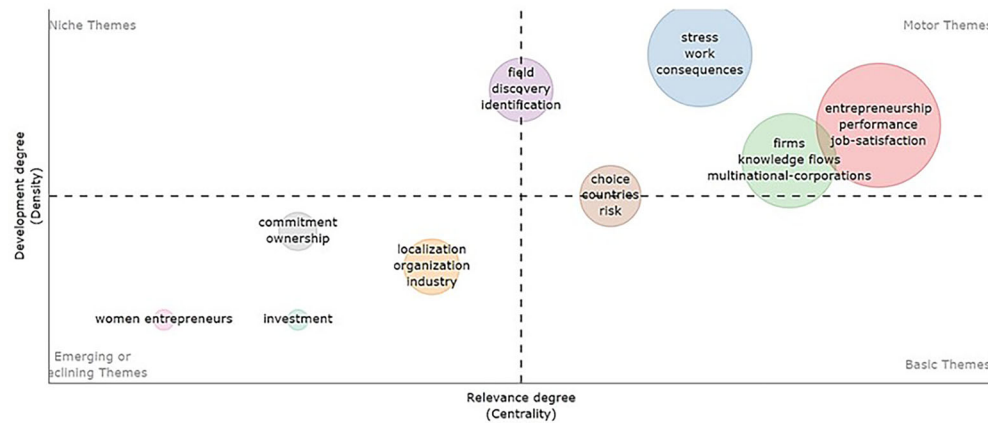 Niche Themes
Motor Themes
stress
work
consequences
field
discovery
identification
entrepreneurship
performance
job-satisfaction
firms
knowledge flows
multinational-corporations
choice
countries
risk
commitment
ownership
localization
organization
industry
women entrepreneurs
investment
Emerging or
eclining Themes
Basic Themes
Development degree
(Density)
Relevance degree
(Centrality)